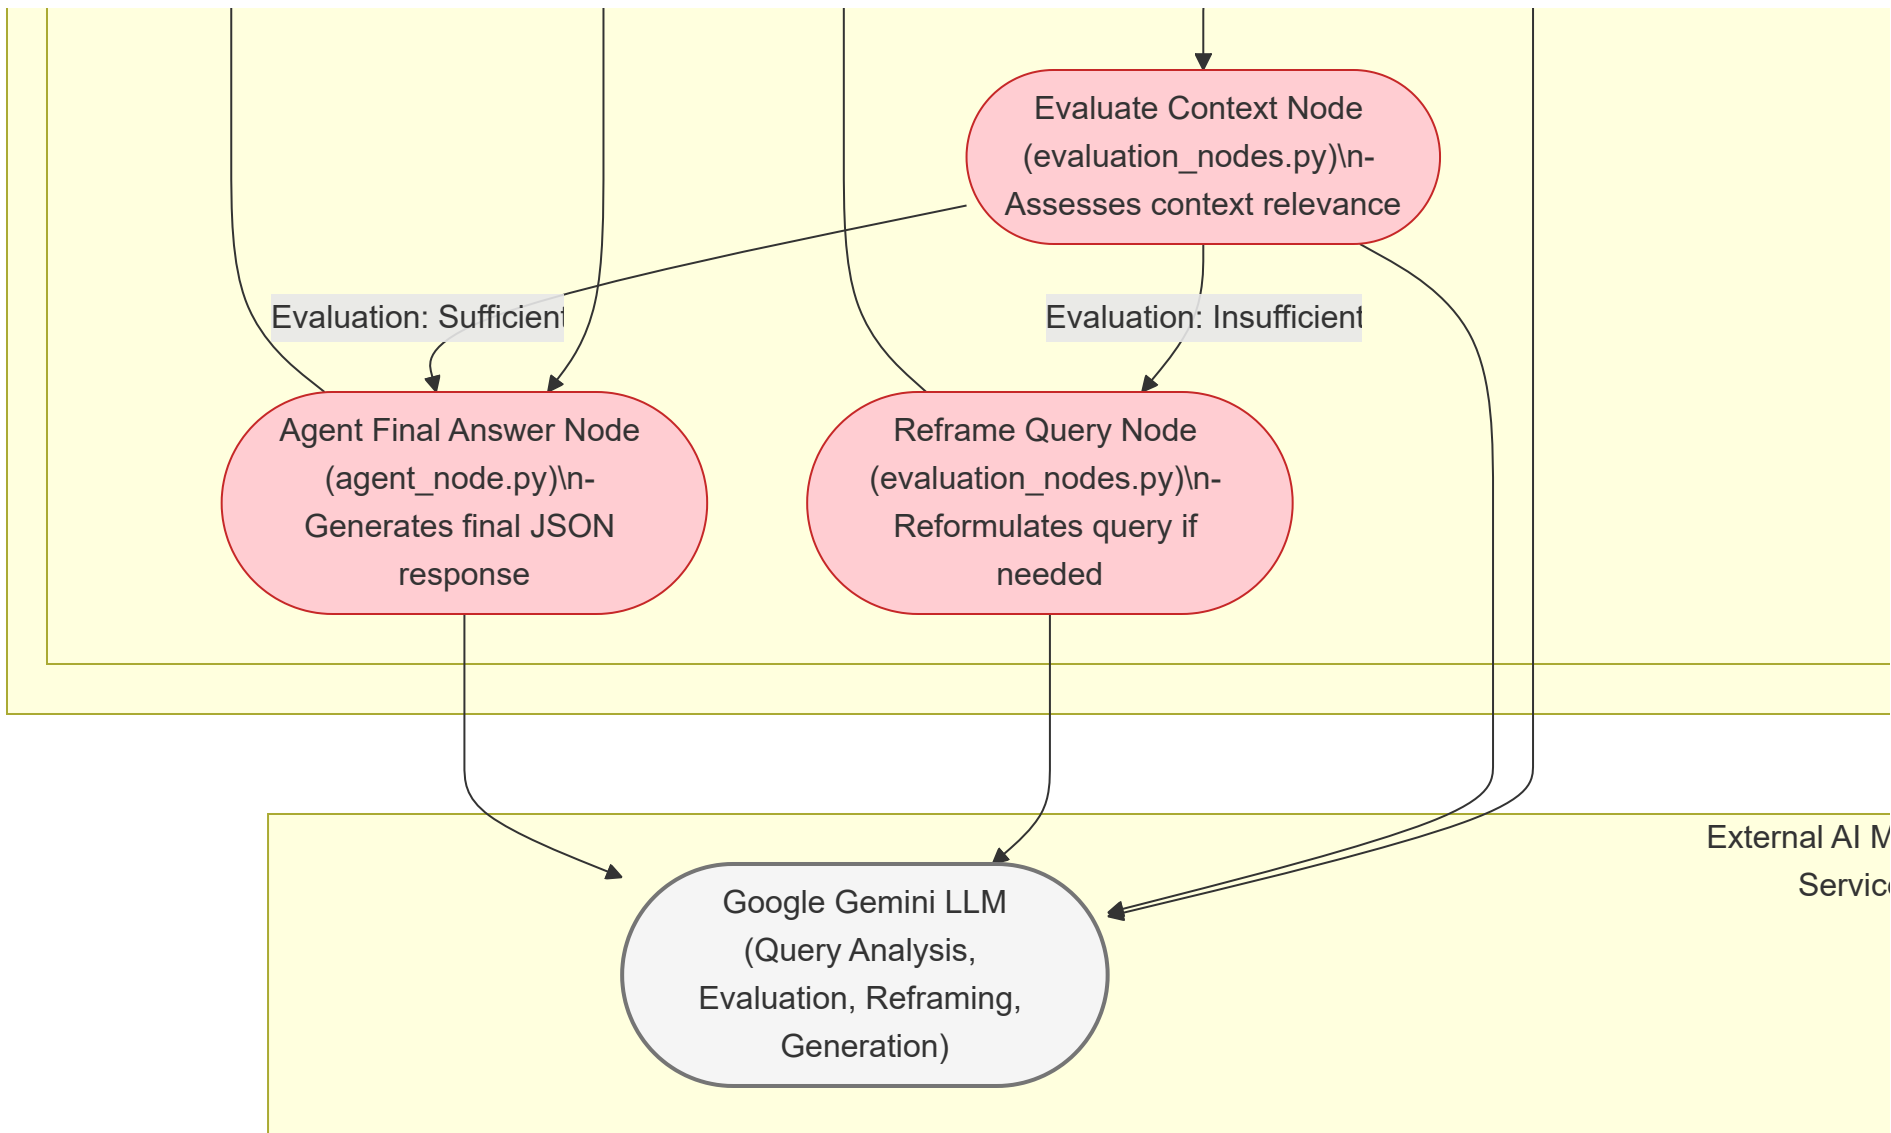 Evaluate Context Node
(evaluation_nodes.py)\n-
Assesses context relevance
Evaluation: Sufficient
Evaluation: Insufficient
Agent Final Answer Node
(agent_node.py)\n-
Generates final JSON
response
Reframe Query Node
(evaluation_nodes.py)\n-
Reformulates query if
needed
External AI
Google Gemini LLM
(Query Analysis,
Evaluation, Reframing,
Generation)